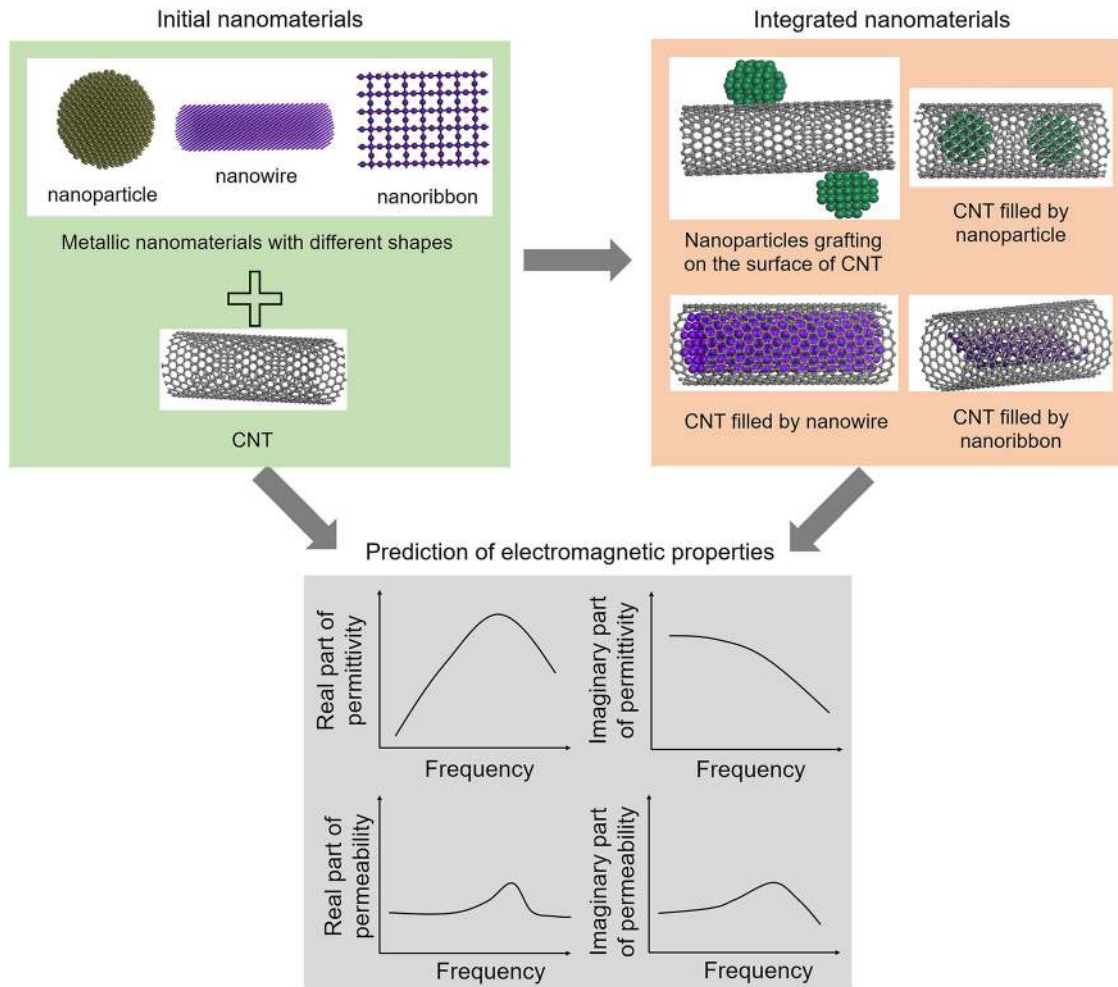 Initial nanomaterials
nanoparticle
nanowire
nanoribbon
Metallic nanomaterials with different shapes
CNT
Integrated nanomaterials
Nanoparticles grafting
on the surface of CNT
CNT filled by
nanoparticle
CNT filled by nanowire
CNT filled by
nanoribbon
Prediction of electromagnetic properties
Real part of
permittivity
Frequency
Imaginary part
of permittivity
Frequency
Real part of
permeability
Frequency
Imaginary part
of permeability
Frequency